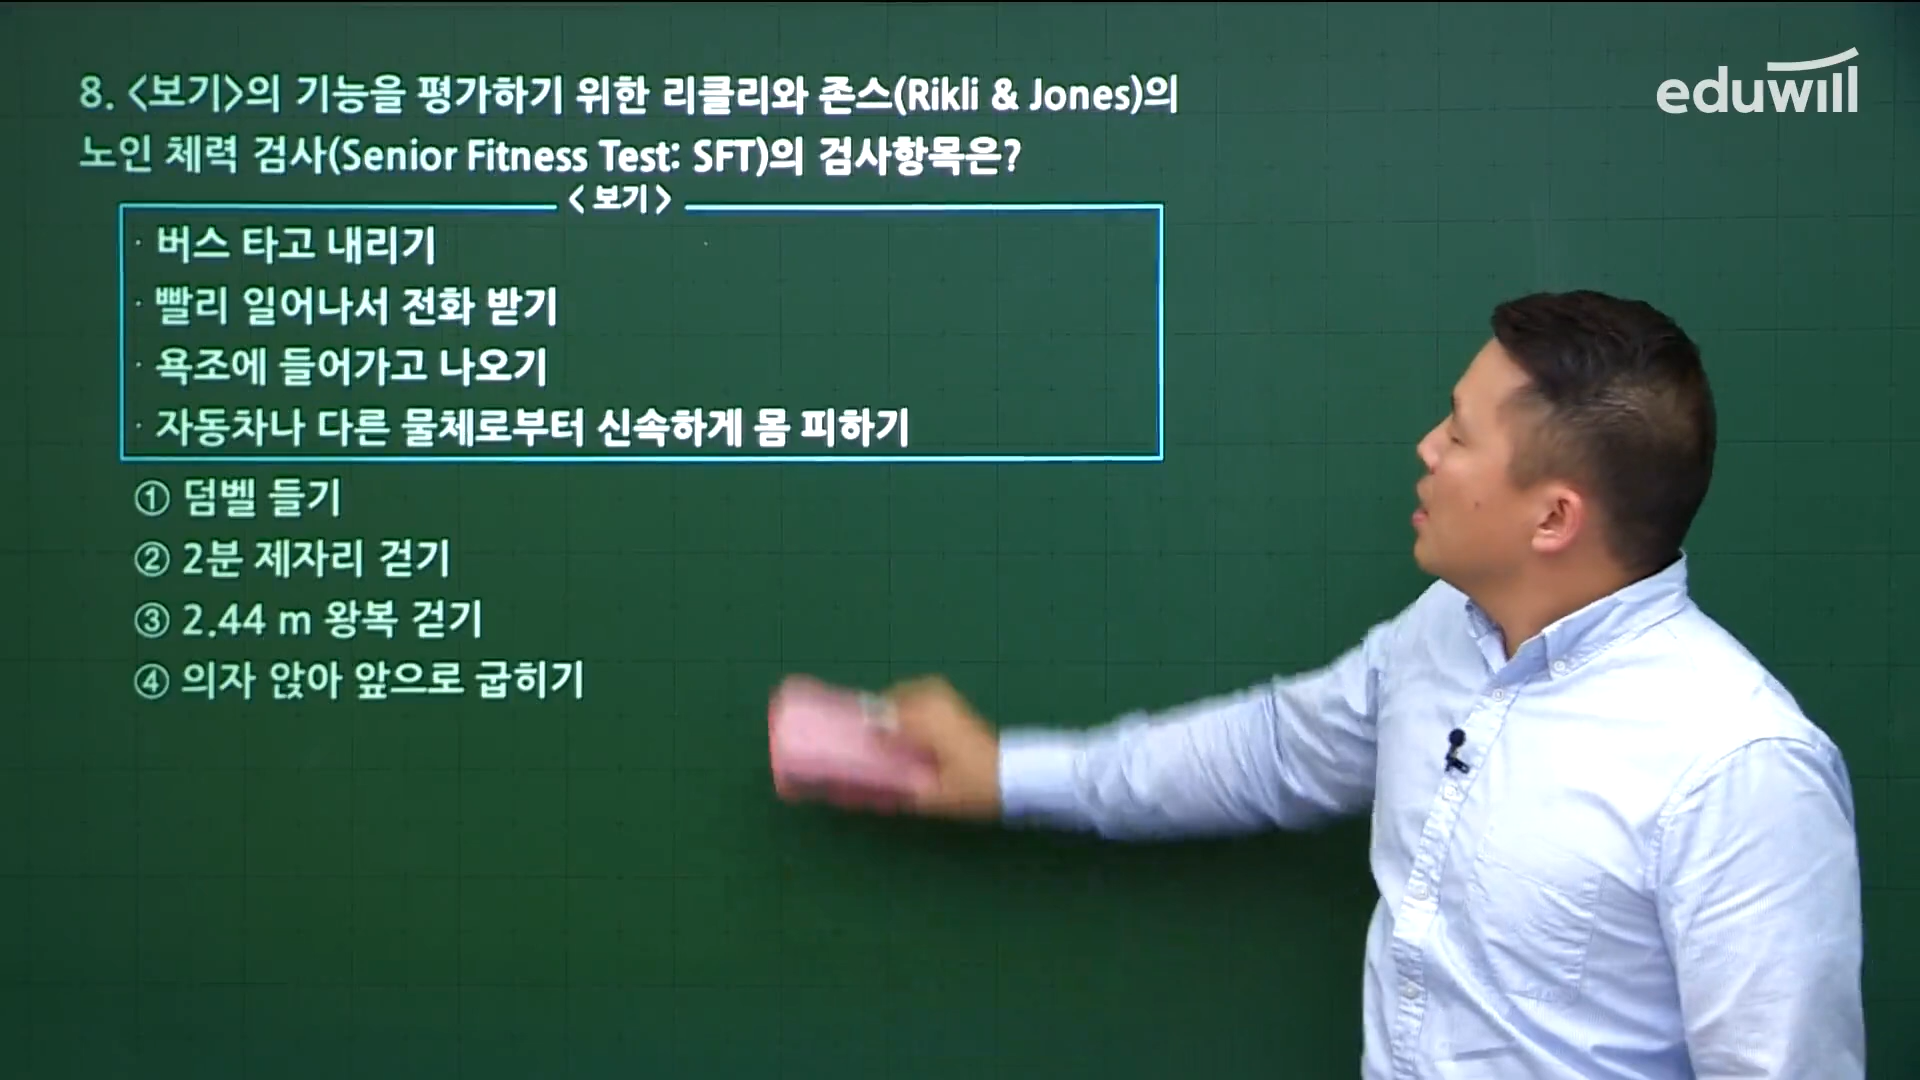 8. <보기>의 기능을 평가하기 위한 리클리와 존스(Rikli & Jones)의
노인 체력 검사(Senior Fitness Test: SFT)의 검사항목은?
<보기>
· 버스 타고 내리기
· 빨리 일어나서 전화 받기
· 욕조에 들어가고 나오기
· 자동차나 다른 물체로부터 신속하게 몸 피하기
① 덤벨 들기
② 2분 제자리 걷기
③ 2.44 m 왕복 걷기
④ 의자 앉아 앞으로 굽히기
eduwill